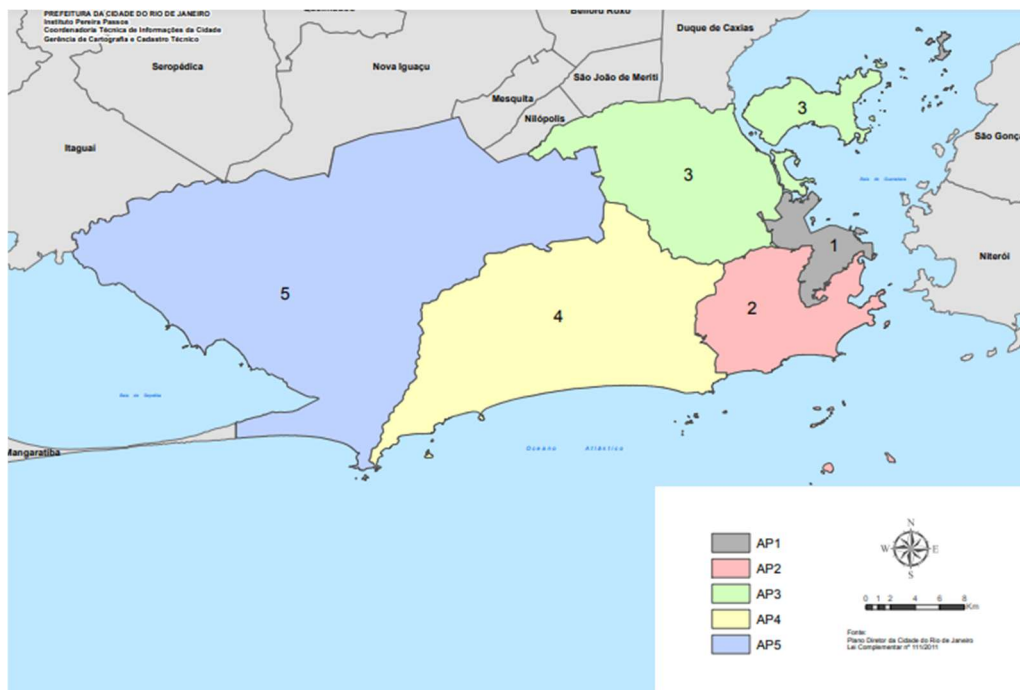 PREFEITURA DA CIDADE DO RIO DE JANEIRO
Instituto Pereira Passos
Coordenadoria Técnica de Informações da Cidade
Gerência de Cartografia e Cadastro Técnico
Belford Roxo
Duque de Caxias
Seropédica
Nova Iguaçu
São João de Meriti
Mesquita
Nilópolis
3
São Gonça
Itaguaí
3
1
Niterói
5
4
2
Mangaratiba
Oceano Atlântico
AP1
AP2
AP3
AP4
AP5
N
W E
S
0 1 2 4 6 8
Km
Fonte:
Plano Diretor da Cidade do Rio de Janeiro
Lei Complementar nº 111/2011